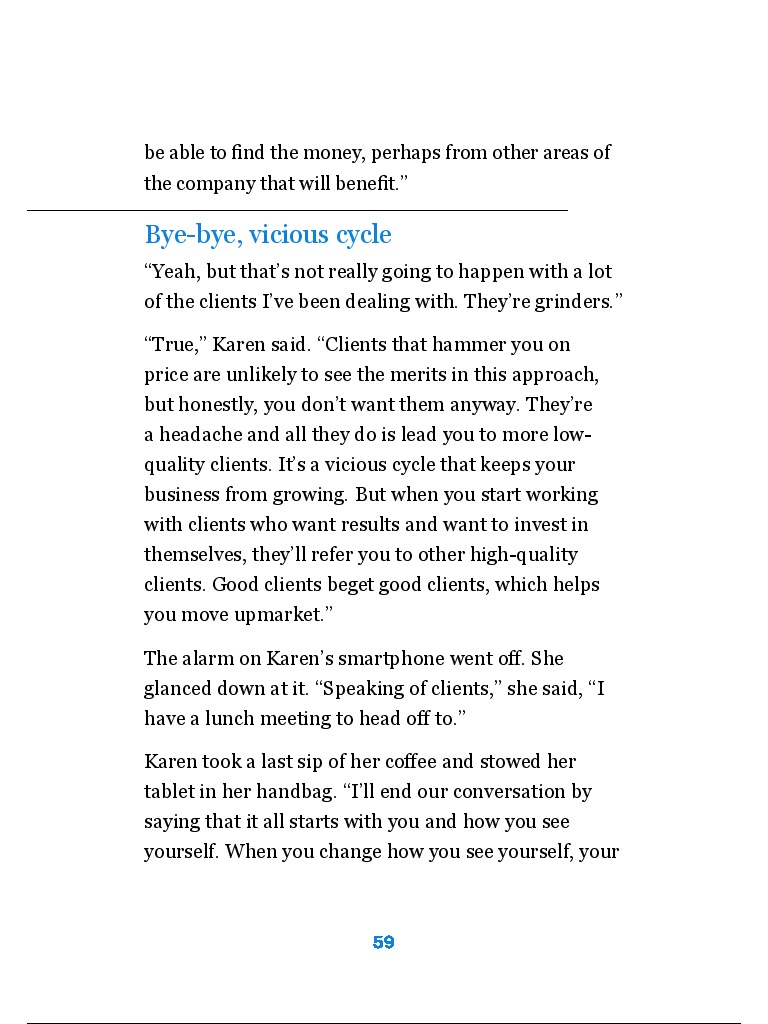 be able to find the money, perhaps from other areas of
the company that will benefit.”
Bye-bye, vicious cycle
“Yeah, but that’s not really going to happen with a lot
of the clients I’ve been dealing with. They’re grinders.”
“True,” Karen said. “Clients that hammer you on
price are unlikely to see the merits in this approach,
but honestly, you don’t want them anyway. They’re
a headache and all they do is lead you to more low-
quality clients. It’s a vicious cycle that keeps your
business from growing. But when you start working
with clients who want results and want to invest in
themselves, they’ll refer you to other high-quality
clients. Good clients beget good clients, which helps
you move upmarket.”
The alarm on Karen’s smartphone went off. She
glanced down at it. “Speaking of clients,” she said, “I
have a lunch meeting to head off to.”
Karen took a last sip of her coffee and stowed her
tablet in her handbag. “I’ll end our conversation by
saying that it all starts with you and how you see
yourself. When you change how you see yourself, your
59